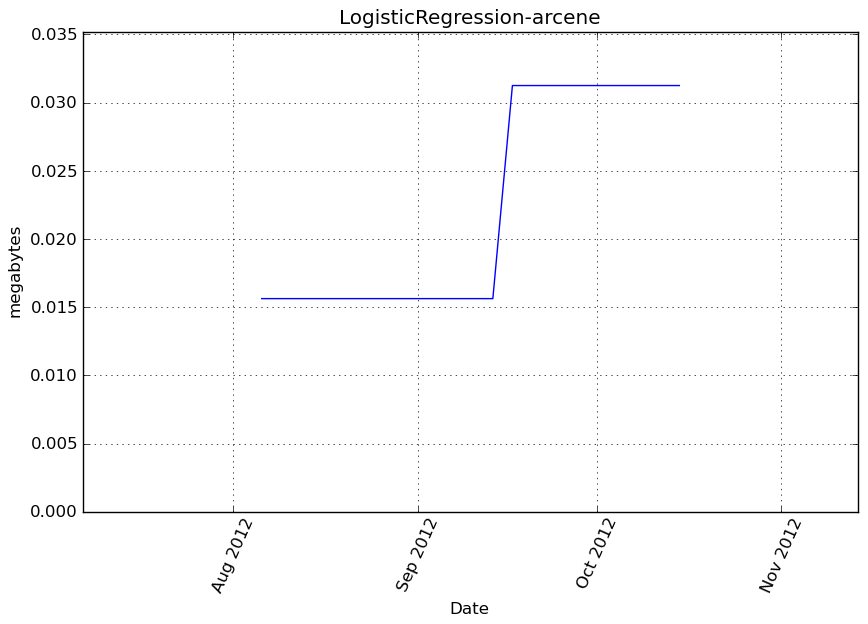 LogisticRegression-arcene
0.035
0.030
0.025
0.020
0.015
0.010
0.005
0.000
megabytes
Aug 2012
Sep 2012
Oct 2012
Nov 2012
Date